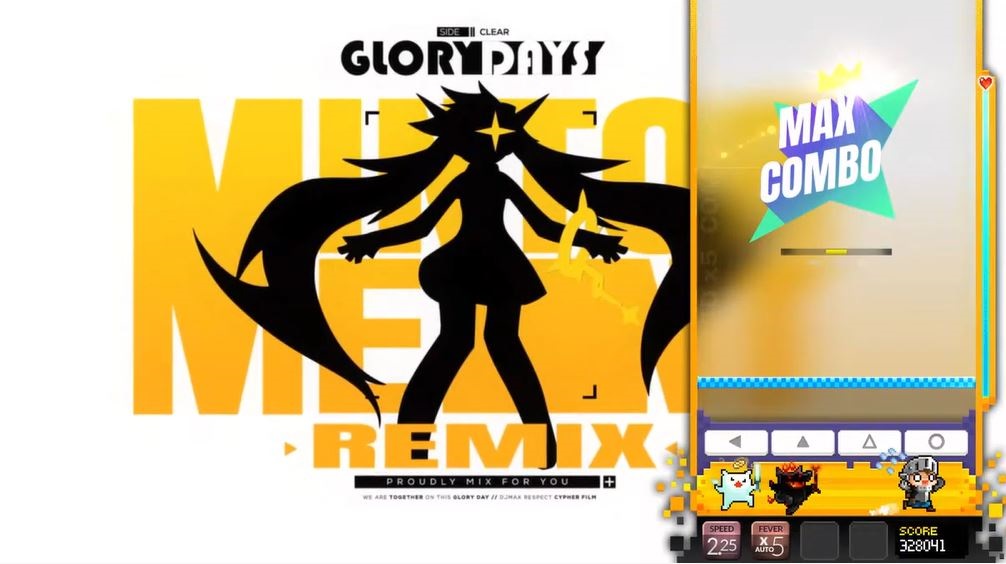 SIDE CLEAR
GLORY DAYS
REMIX
PROUDLY MIX FOR YOU
WE ARE TOGETHER ON THIS GLORY DAY // DJMAX RESPECT CYPHER FILM
MAX
COMBO
SPEED
2.25
FEVER
X 5
AUTO
SCORE
328041